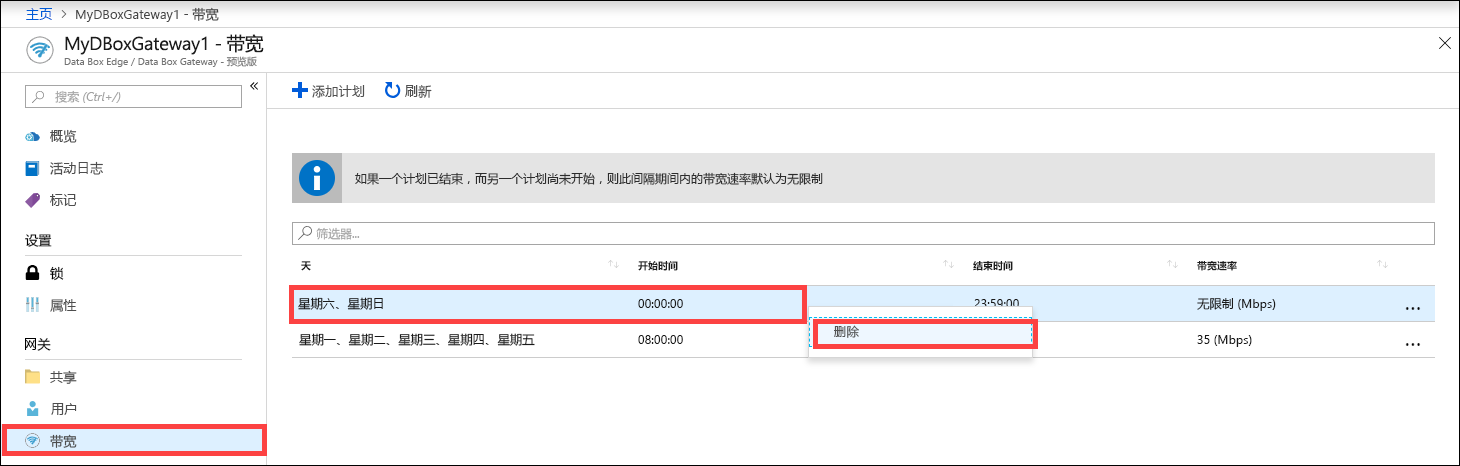 主页 > MyDBoxGateway1 - 带宽
MyDBoxGateway1 - 带宽
Data Box Edge / Data Box Gateway - 预览版
搜索 (Ctrl+/)
概览
活动日志
标记
设置
锁
属性
网关
共享
用户
带宽
添加计划 刷新
如果一个计划已结束，而另一个计划尚未开始，则此间隔期间内的带宽速率默认为无限制
筛选器...
天 开始时间 结束时间 带宽速率
星期六、星期日 00:00:00 23:59:00 无限制 (Mbps) ...
删除
星期一、星期二、星期三、星期四、星期五 08:00:00 35 (Mbps) ...